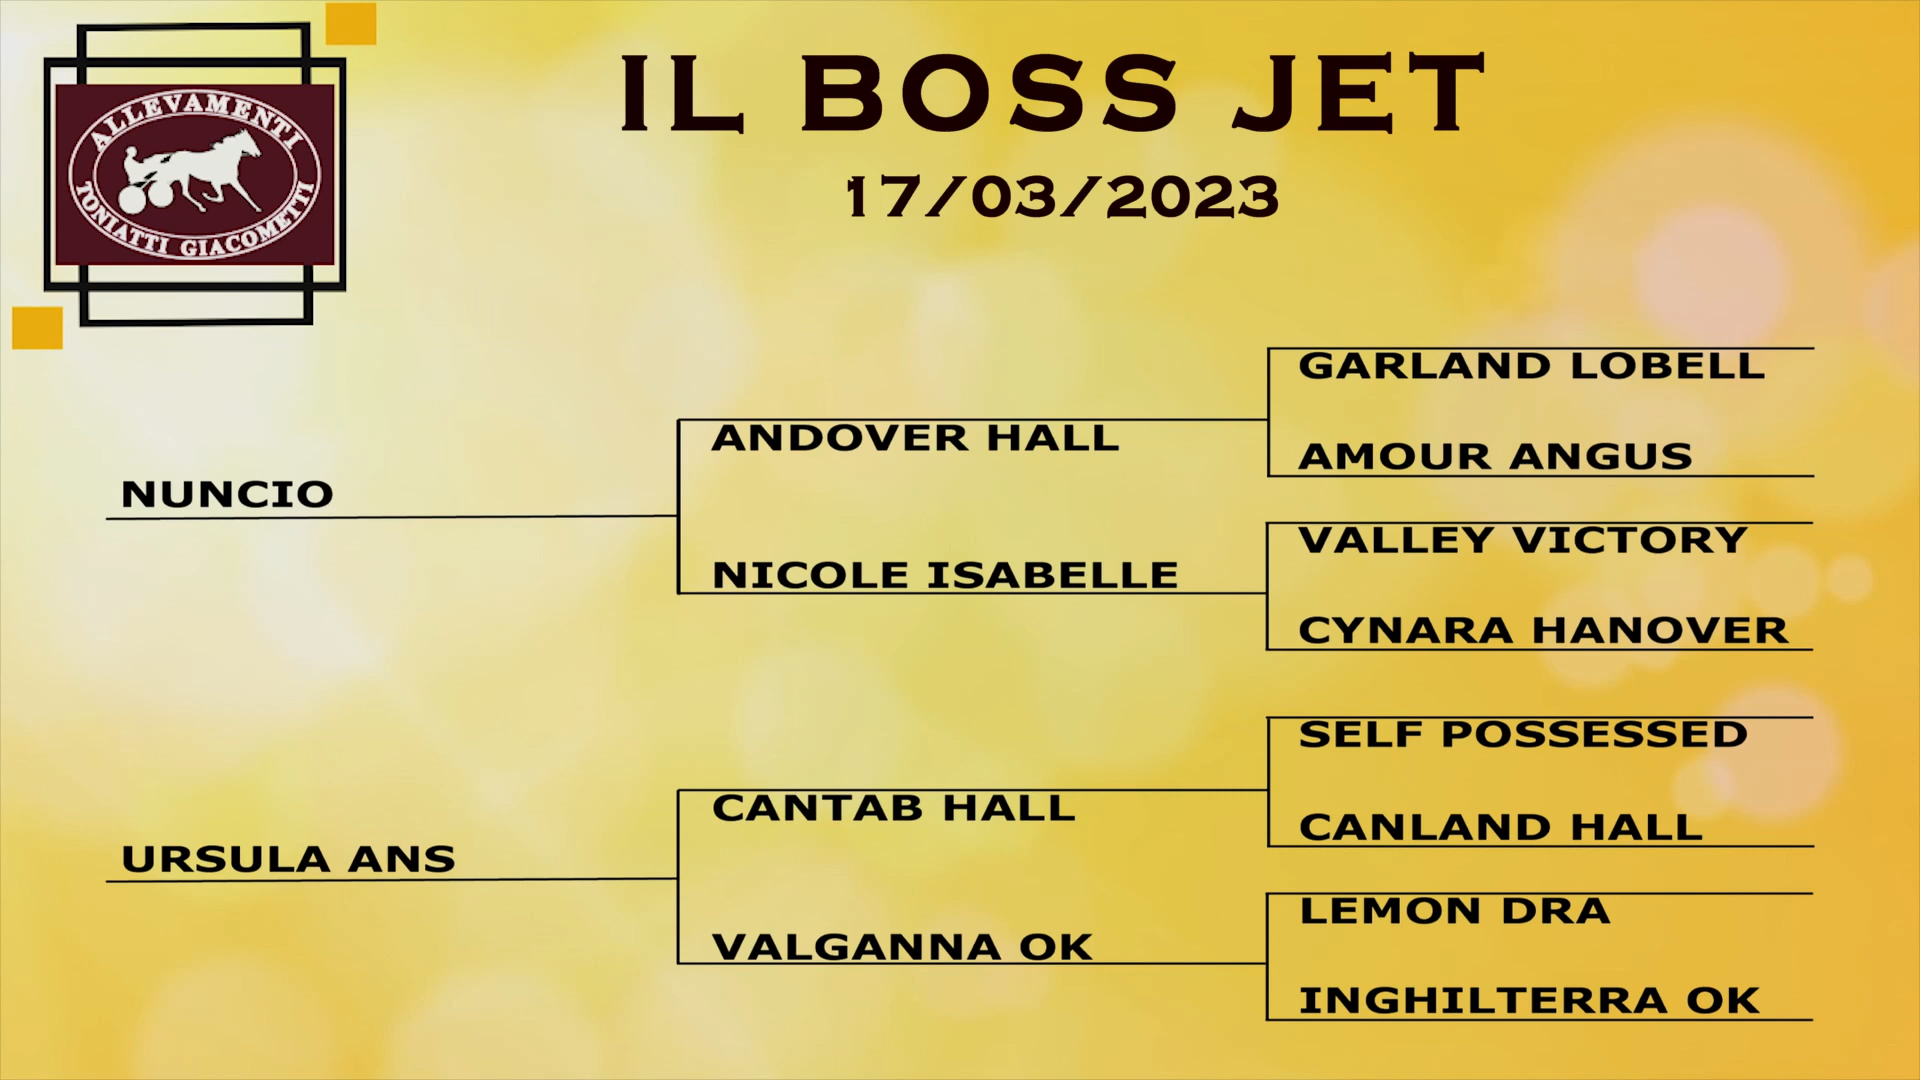 ALLEVAMENTI
TONIATTI GIACOMETTI
IL BOSS JET
17/03/2023
GARLAND LOBELL
ANDOVER HALL
AMOUR ANGUS
NUNCIO
VALLEY VICTORY
NICOLE ISABELLE
CYNARA HANOVER
SELF POSSESSED
CANTAB HALL
CANLAND HALL
URSULA ANS
LEMON DRA
VALGANNA OK
INGHILTERRA OK